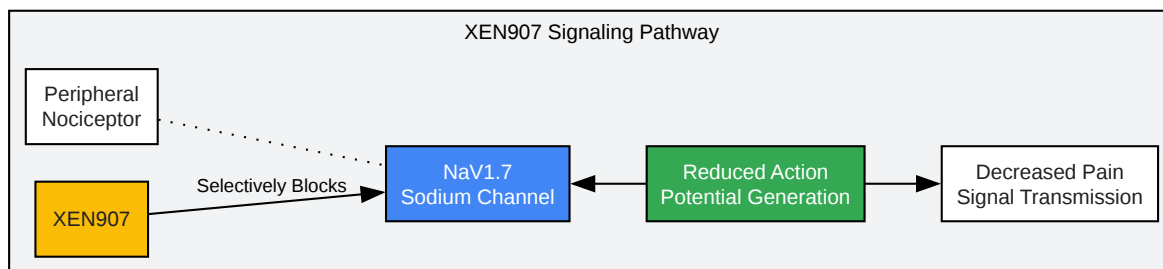 XEN907 Signaling Pathway
Peripheral
Nociceptor
XEN907
Selectively Blocks
NaV1.7
Sodium Channel
Reduced Action
Potential Generation
Decreased Pain
Signal Transmission